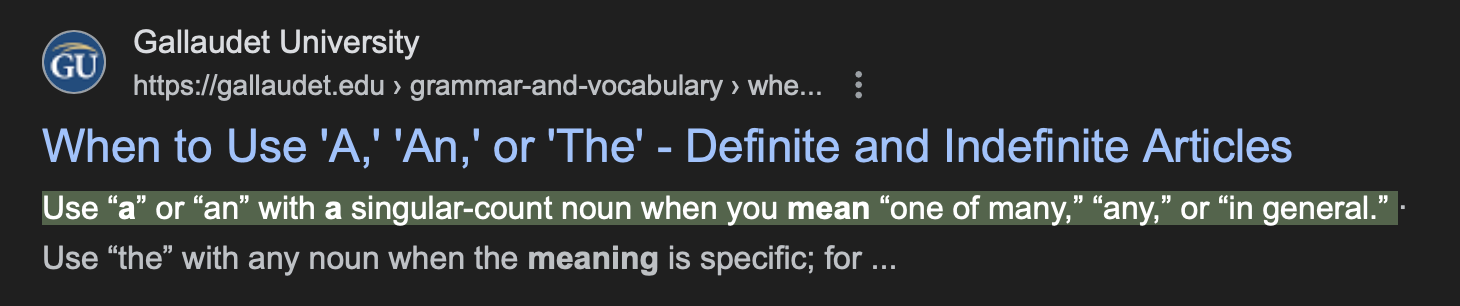 GU
Gallaudet University
https://gallaudet.edu › grammar-and-vocabulary › whe...
When to Use 'A,' 'An,' or 'The' - Definite and Indefinite Articles
Use “a” or “an” with a singular-count noun when you mean “one of many,” “any,” or “in general.” ·
Use “the” with any noun when the meaning is specific; for ...